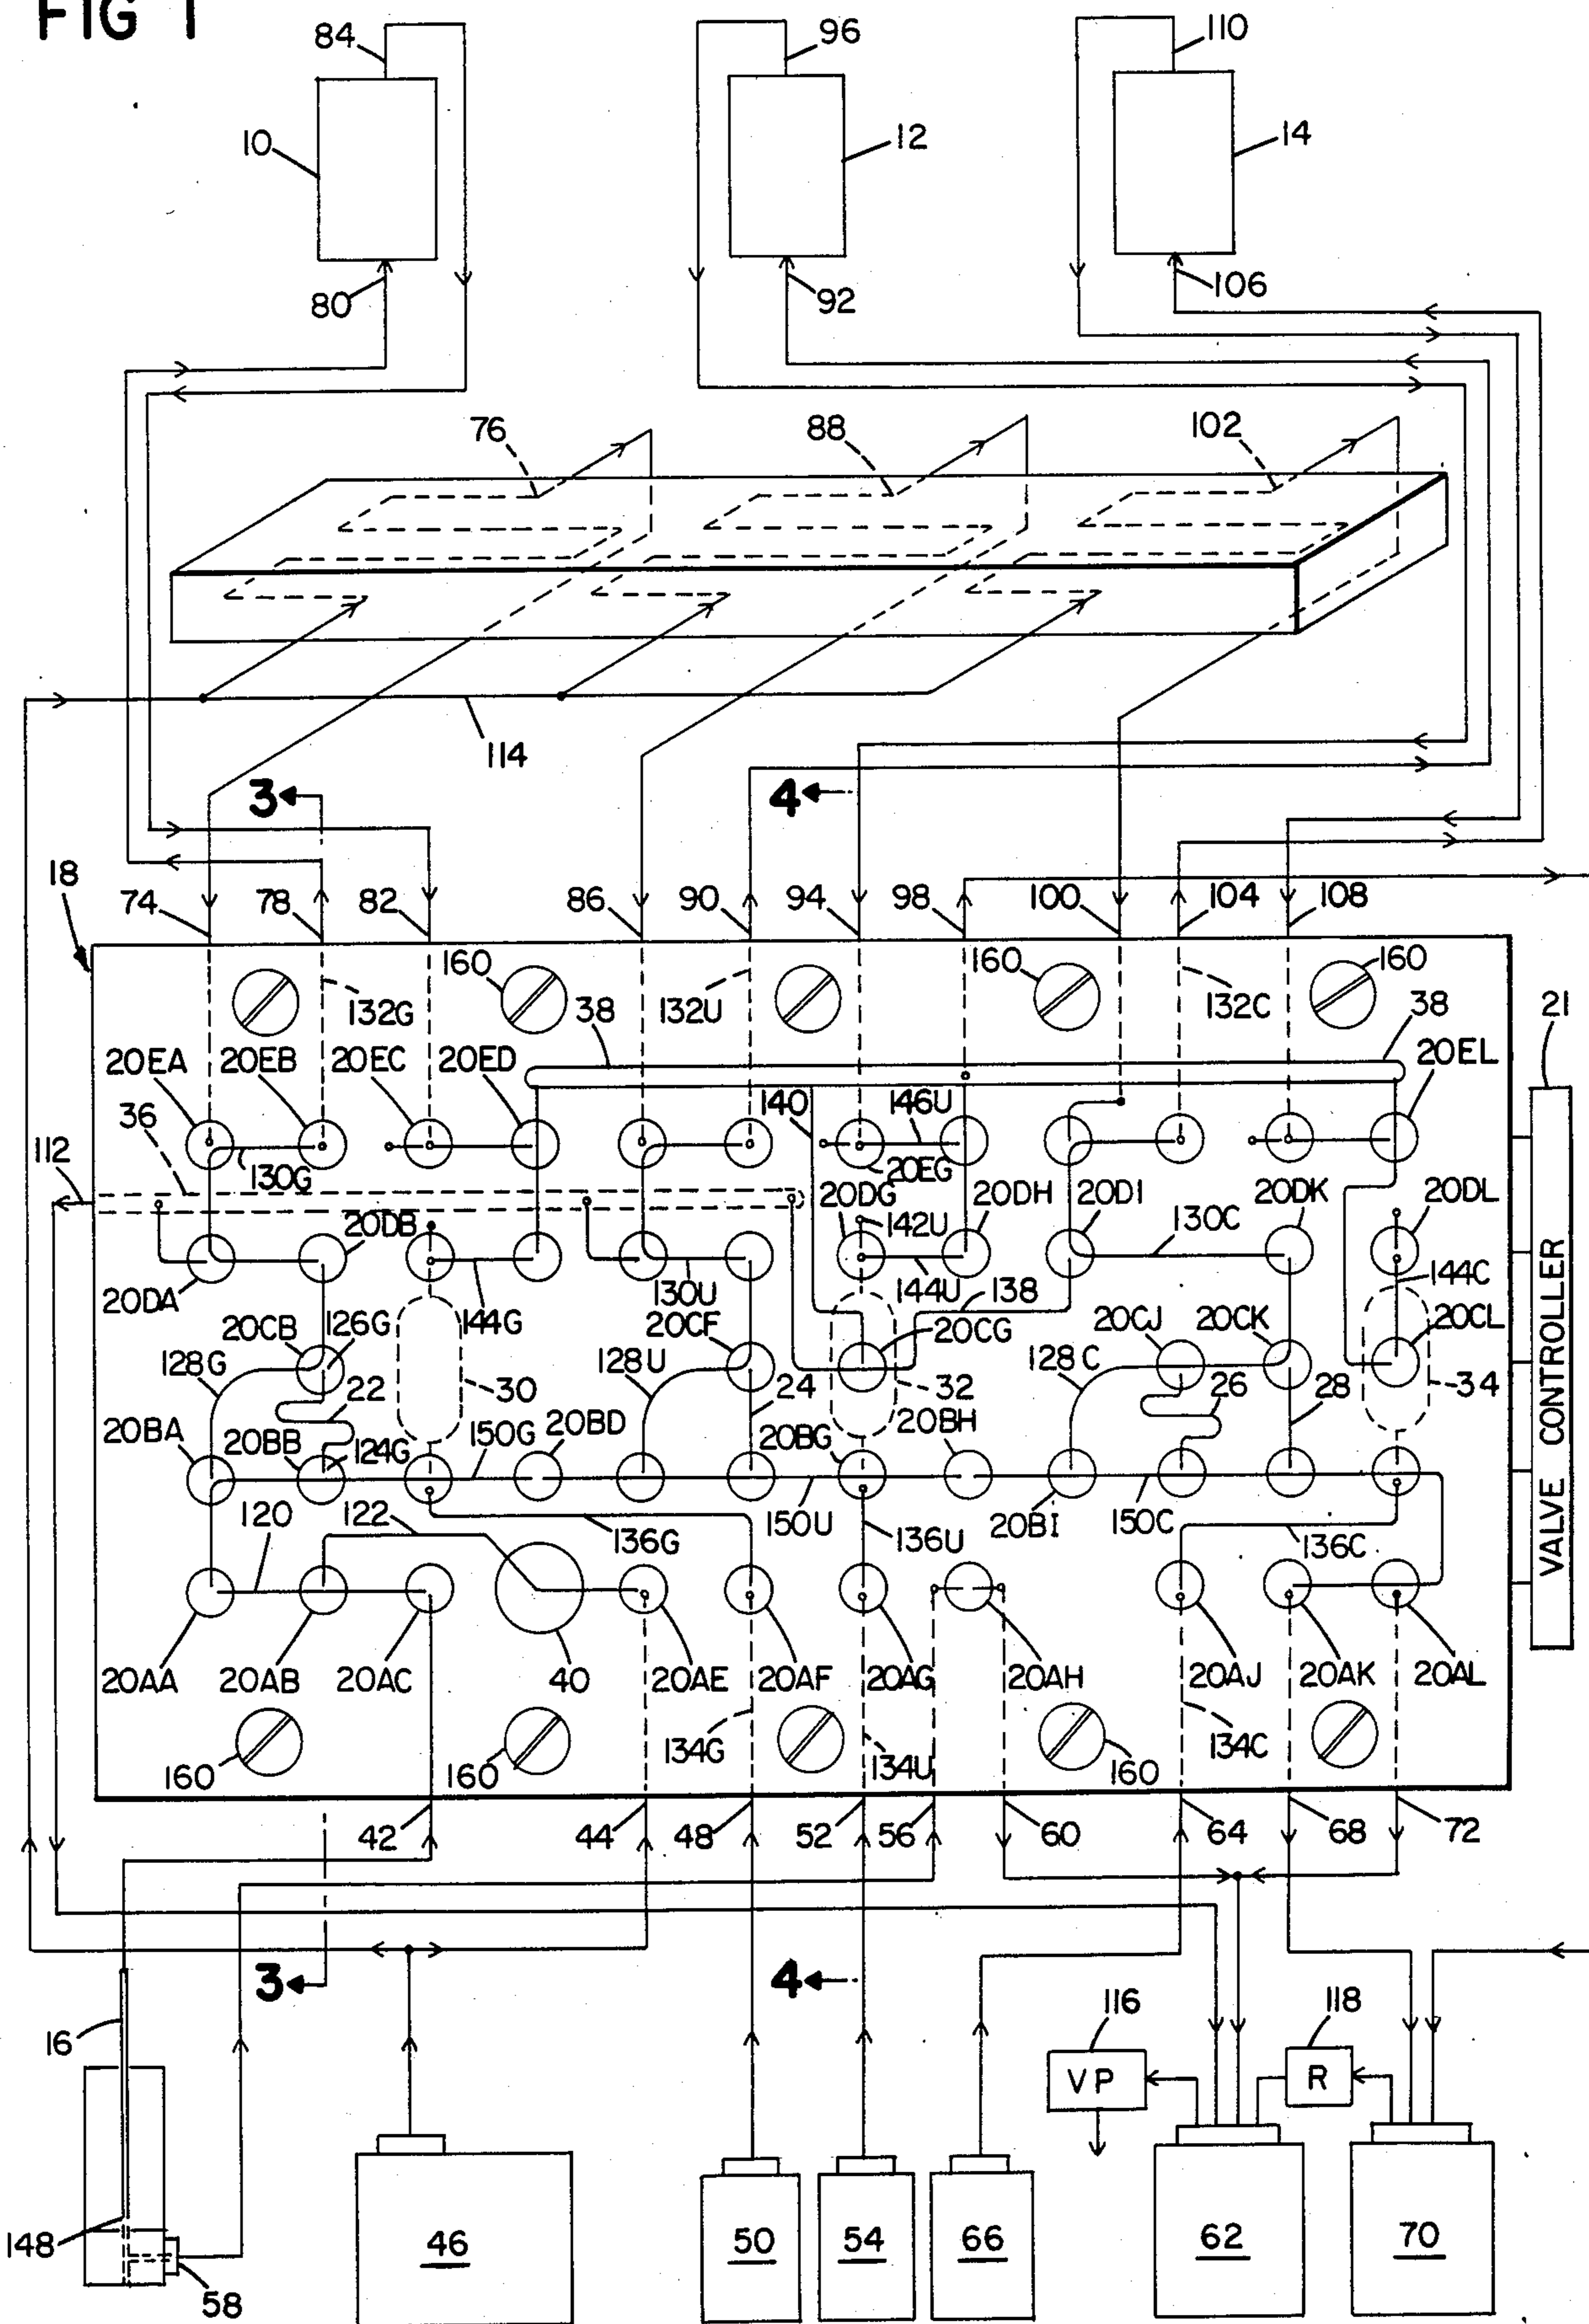 FIG 1
84 96 110
10 12 14
80 92 106
76 88 102
114
3 4
18 74 78 82 86 90 94 98 100 104 108
160 160 160
132G 132U 132C
38 38 21
20EA 20EB 20EC 20ED 20EL
36 140 146U
112 130G 20EG
20DG 20DH 20DI 20DK 20DL
20DB 142U 130C
20DA 130U 144U 138 144C
144G
20CB 126G 20CF 20CG 20CJ 20CK 20CL
128G 128U 128C
22 30 24 32 26 28 34
20BA 20BB 124G 150G 20BD 20BG 20BH
120 122 136G 150U 136U 20BI 150C 136C
VALVE CONTROLLER
20AA 20AB 20AC 40 20AE 20AF 20AG 20AH 20AJ 20AK 20AL
134G 134U 134C
160 160 160
42 44 48 52 56 60 64 68 72
3 4
16 116 118
VP R
148 46 50 54 66 62 70
58